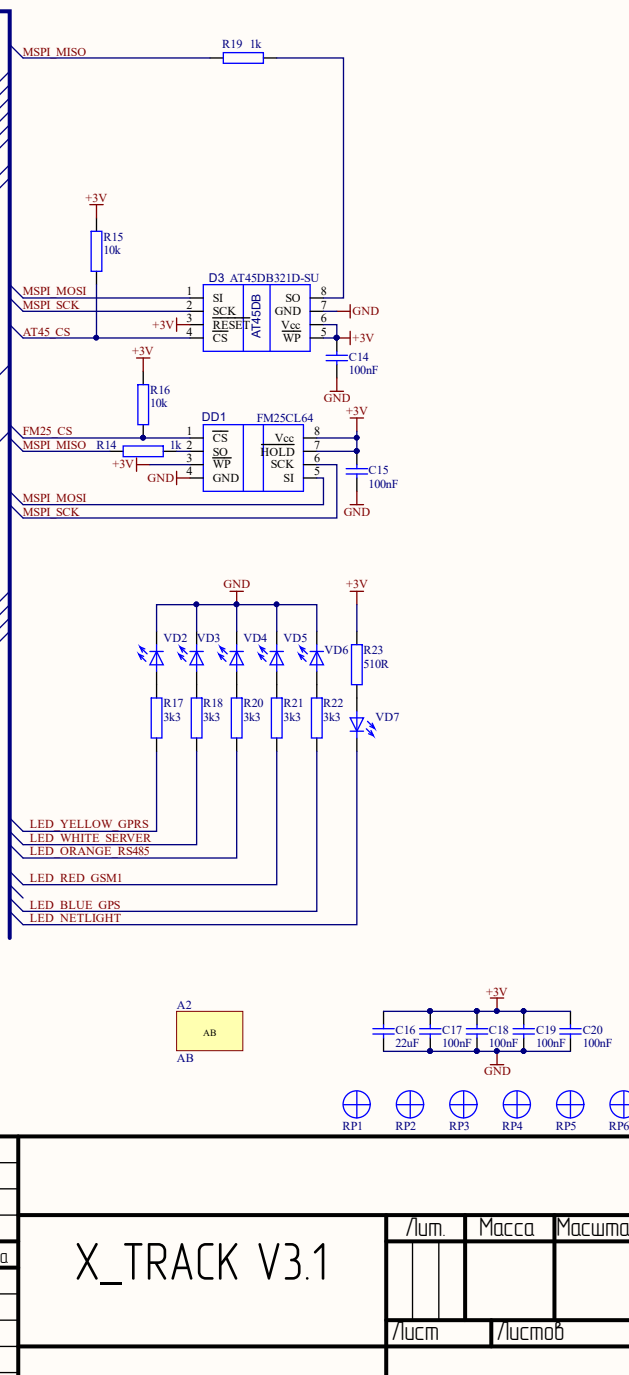 R19 1k
MSPI_MISO
+3V
R15
10k
D3 AT45DB321D-SU
MSPI_MOSI 1 SI SO 8
MSPI_SCK 2 SCK GND 7 GND
+3V 3 RESET Vcc 6
AT45_CS 4 CS WP 5 +3V
AT45DB
C14
100nF
GND
+3V
R16
10k
+3V
DD1 FM25CL64
FM25_CS 1 CS Vcc 8
MSPI_MISO R14 1k 2 SO HOLD 7
+3V 3 WP SCK 6
GND 4 GND SI 5
C15
100nF
GND
MSPI_MOSI
MSPI_SCK
GND +3V
VD2 VD3 VD4 VD5 VD6
R23
510R
R17 R18 R20 R21 R22
3k3 3k3 3k3 3k3 3k3
VD7
LED_YELLOW_GPRS
LED_WHITE_SERVER
LED_ORANGE_RS485
LED_RED_GSM1
LED_BLUE_GPS
LED_NETLIGHT
A2
AB
AB
+3V
C16 C17 C18 C19 C20
22uF 100nF 100nF 100nF 100nF
GND
RP1 RP2 RP3 RP4 RP5 RP6
Лит. Масса Масшта
а
X_TRACK V3.1
Лист Листов